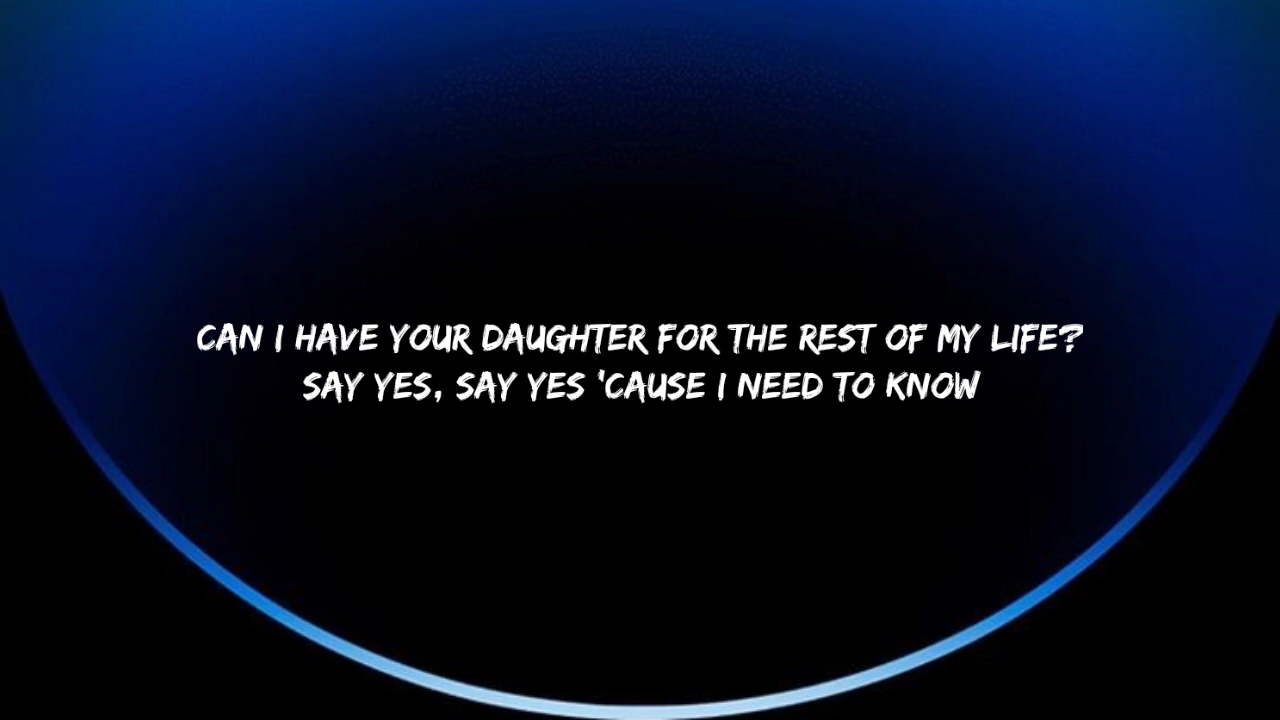 CAN I HAVE YOUR DAUGHTER FOR THE REST OF MY LIFE?
SAY YES, SAY YES 'CAUSE I NEED TO KNOW